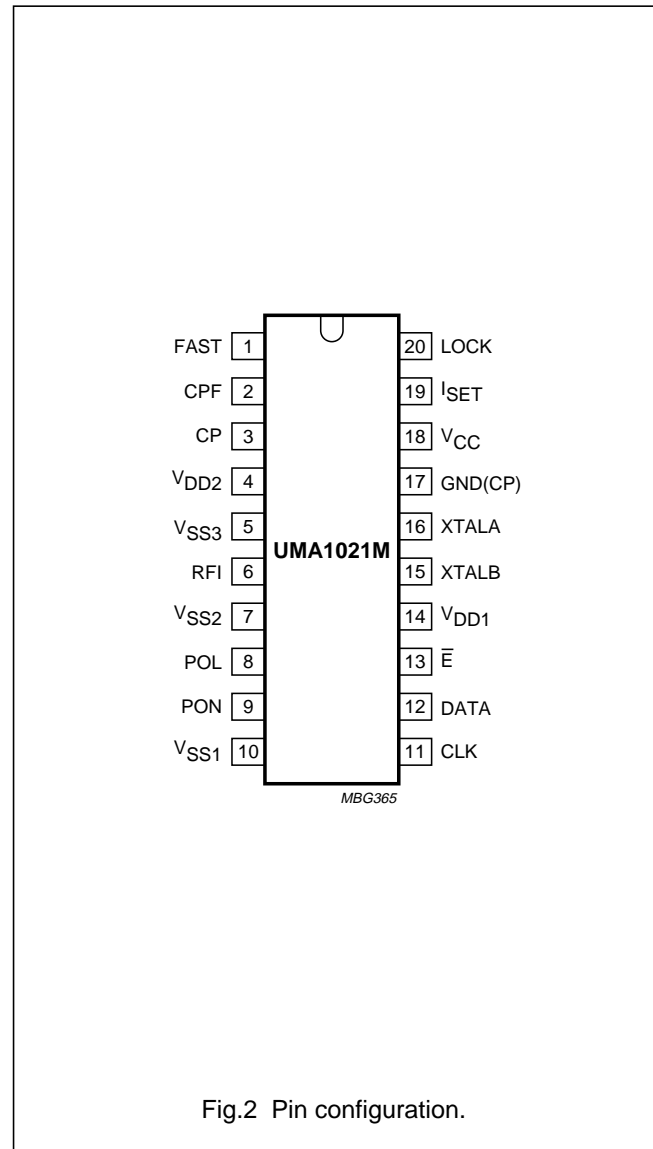 FAST 1 20 LOCK
CPF 2 19 ISET
CP 3 18 VCC
VDD2 4 17 GND(CP)
VSS3 5 16 XTALA
UMA1021M
RFI 6 15 XTALB
VSS2 7 14 VDD1
POL 8 13 E̅
PON 9 12 DATA
VSS1 10 11 CLK
MBG365
Fig.2 Pin configuration.